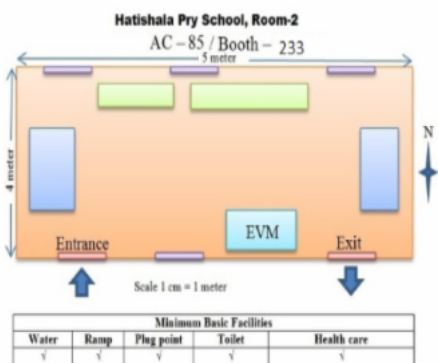 Hatishala Pry School, Room-2
AC – 85 / Booth – 233
5 meter
4 meter
N
EVM
Entrance
Exit
Scale 1 cm = 1 meter
Minimum Basic Facilities
Water Ramp Plug point Toilet Health care
√ √ √ √ √